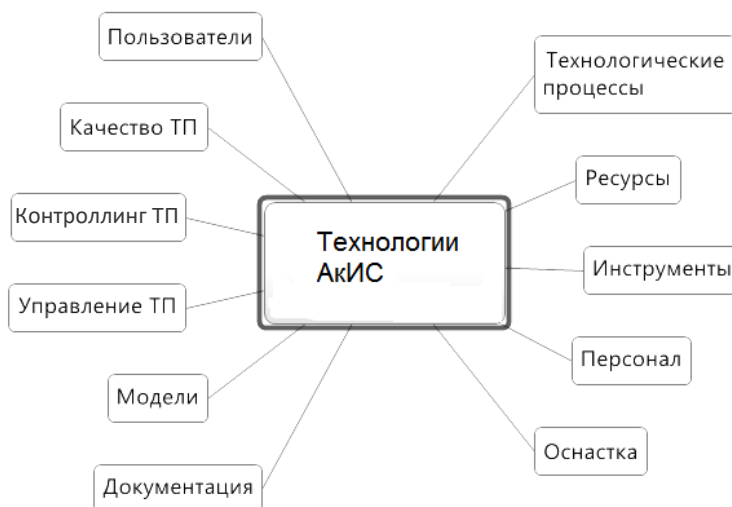 Пользователи
Технологические
процессы
Качество ТП
Ресурсы
Контроллинг ТП
Технологии
АкИС
Инструменты
Управление ТП
Персонал
Модели
Оснастка
Документация